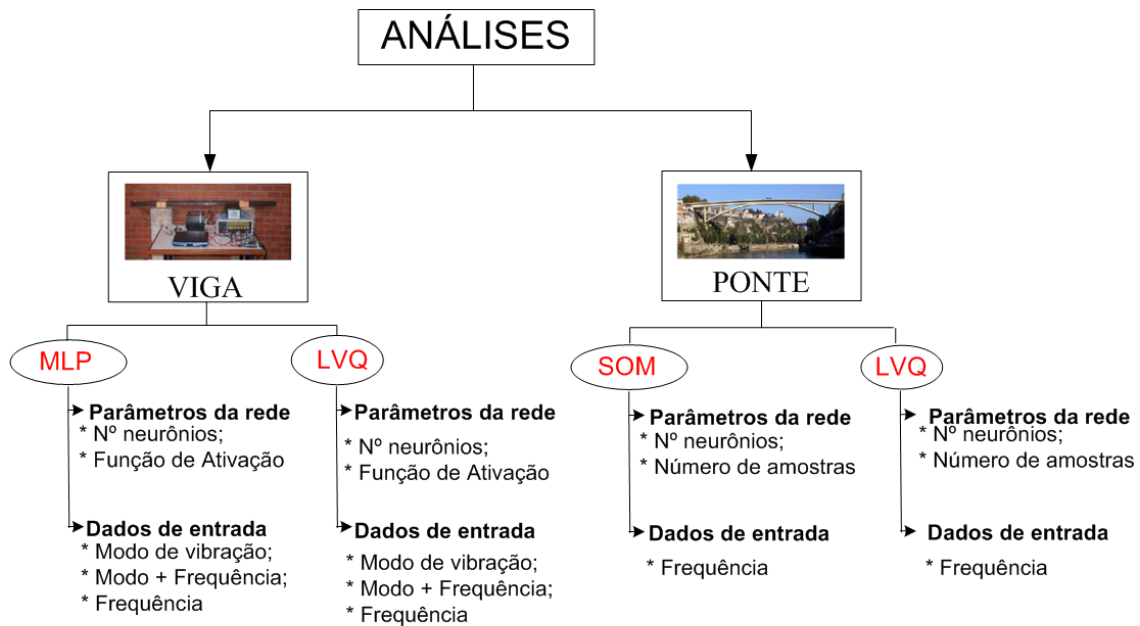 ANÁLISES
VIGA
PONTE
MLP
Parâmetros da rede
* Nº neurônios;
* Função de Ativação
Dados de entrada
* Modo de vibração;
* Modo + Frequência;
* Frequência
LVQ
Parâmetros da rede
* Nº neurônios;
* Função de Ativação
Dados de entrada
* Modo de vibração;
* Modo + Frequência;
* Frequência
SOM
Parâmetros da rede
* Nº neurônios;
* Número de amostras
Dados de entrada
* Frequência
LVQ
Parâmetros da rede
* Nº neurônios;
* Número de amostras
Dados de entrada
* Frequência